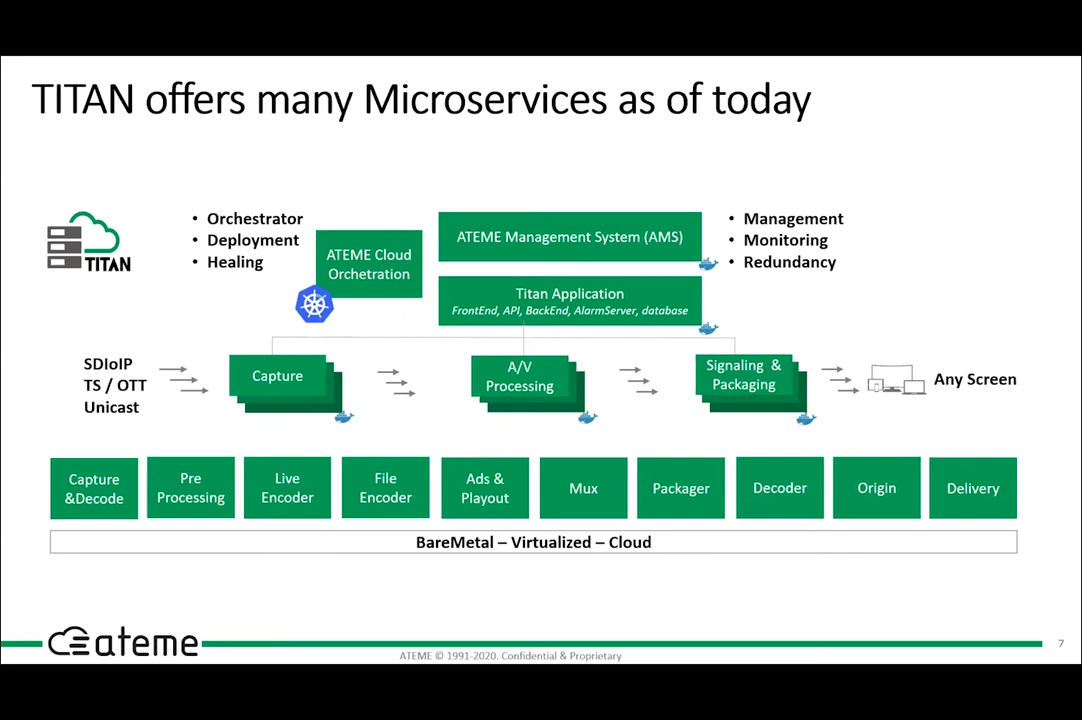 TITAN offers many Microservices as of today
TITAN
• Orchestrator
• Deployment
• Healing
ATEME Cloud
Orchetration
ATEME Management System (AMS)
• Management
• Monitoring
• Redundancy
Titan Application
FrontEnd, API, BackEnd, AlarmServer, database
SDIoIP
TS / OTT
Unicast
Capture
A/V
Processing
Signaling &
Packaging
Any Screen
Capture
&Decode
Pre
Processing
Live
Encoder
File
Encoder
Ads &
Playout
Mux
Packager
Decoder
Origin
Delivery
BareMetal – Virtualized – Cloud
ateme
7
ATEME © 1991-2020. Confidential & Proprietary